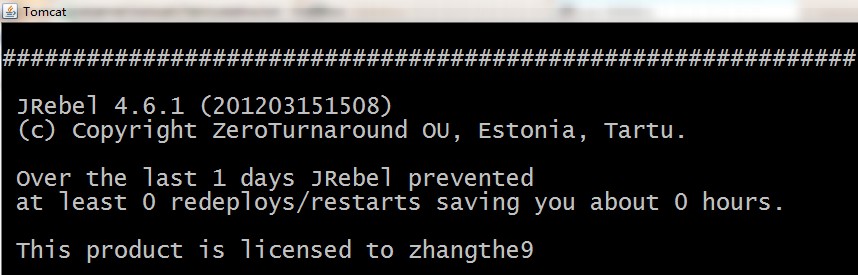 Tomcat
#############################################################
JRebel 4.6.1 (201203151508)
(c) Copyright ZeroTurnaround OU, Estonia, Tartu.
Over the last 1 days JRebel prevented
at least 0 redeploys/restarts saving you about 0 hours.
This product is licensed to zhangthe9